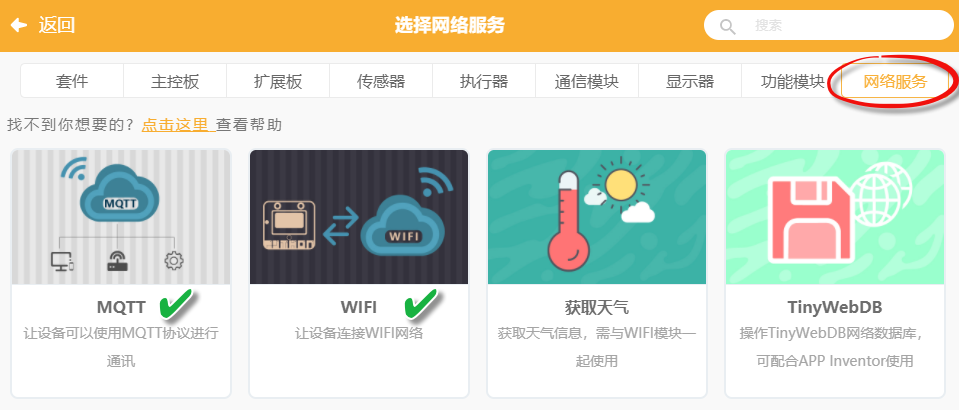 返回
选择网络服务
搜索
套件
主控板
扩展板
传感器
执行器
通信模块
显示器
功能模块
网络服务
找不到你想要的? 点击这里 查看帮助
MQTT
MQTT
让设备可以使用MQTT协议进行
通讯
WIFI
WIFI
让设备连接WIFI网络
获取天气
获取天气信息，需与WIFI模块一
起使用
TinyWebDB
操作TinyWebDB网络数据库，
可配合APP Inventor使用